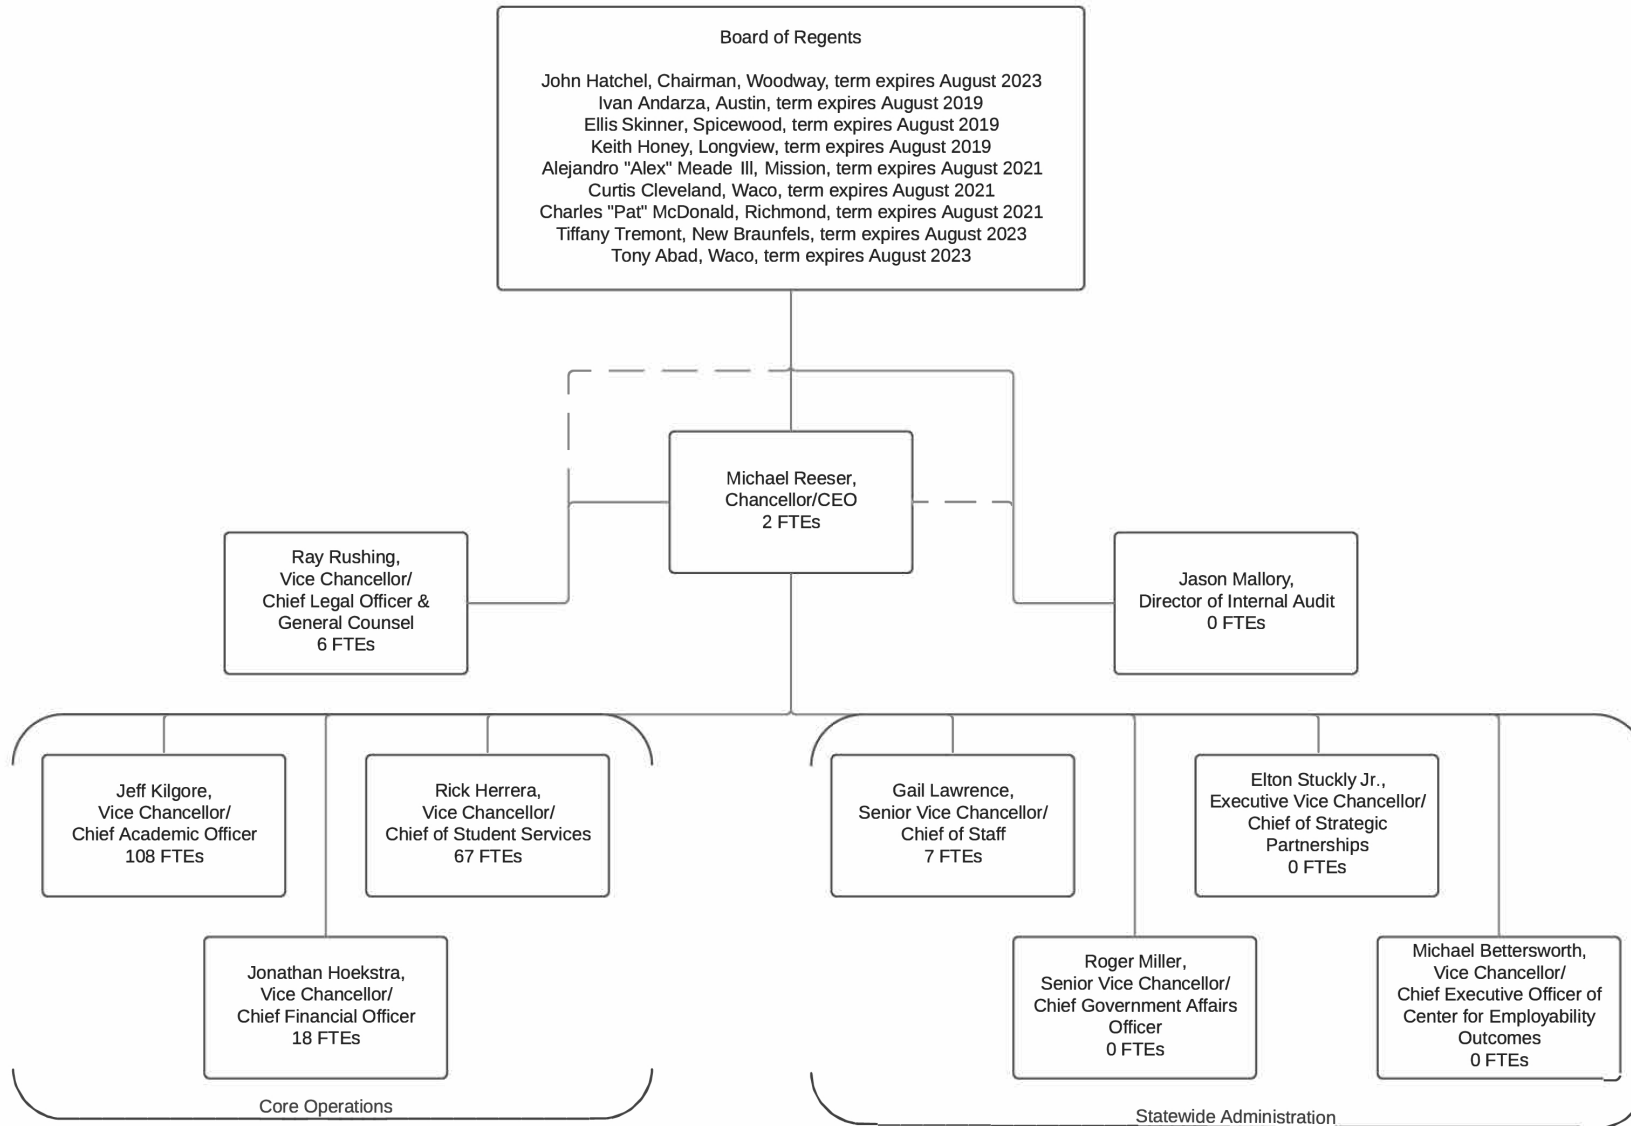 Board of Regents
John Hatchel, Chairman, Woodway, term expires August 2023
Ivan Andarza, Austin, term expires August 2019
Ellis Skinner, Spicewood, term expires August 2019
Keith Honey, Longview, term expires August 2019
Alejandro "Alex" Meade Ill, Mission, term expires August 2021
Curtis Cleveland, Waco, term expires August 2021
Charles "Pat" McDonald, Richmond, term expires August 2021
Tiffany Tremont, New Braunfels, term expires August 2023
Tony Abad, Waco, term expires August 2023
Michael Reeser,
Chancellor/CEO
2 FTEs
Ray Rushing,
Vice Chancellor/
Chief Legal Officer &
General Counsel
6 FTEs
Jason Mallory,
Director of Internal Audit
0 FTEs
Jeff Kilgore,
Vice Chancellor/
Chief Academic Officer
108 FTEs
Rick Herrera,
Vice Chancellor/
Chief of Student Services
67 FTEs
Jonathan Hoekstra,
Vice Chancellor/
Chief Financial Officer
18 FTEs
Core Operations
Gail Lawrence,
Senior Vice Chancellor/
Chief of Staff
7 FTEs
Elton Stuckly Jr.,
Executive Vice Chancellor/
Chief of Strategic
Partnerships
0 FTEs
Roger Miller,
Senior Vice Chancellor/
Chief Government Affairs
Officer
0 FTEs
Michael Bettersworth,
Vice Chancellor/
Chief Executive Officer of
Center for Employability
Outcomes
0 FTEs
Statewide Administration